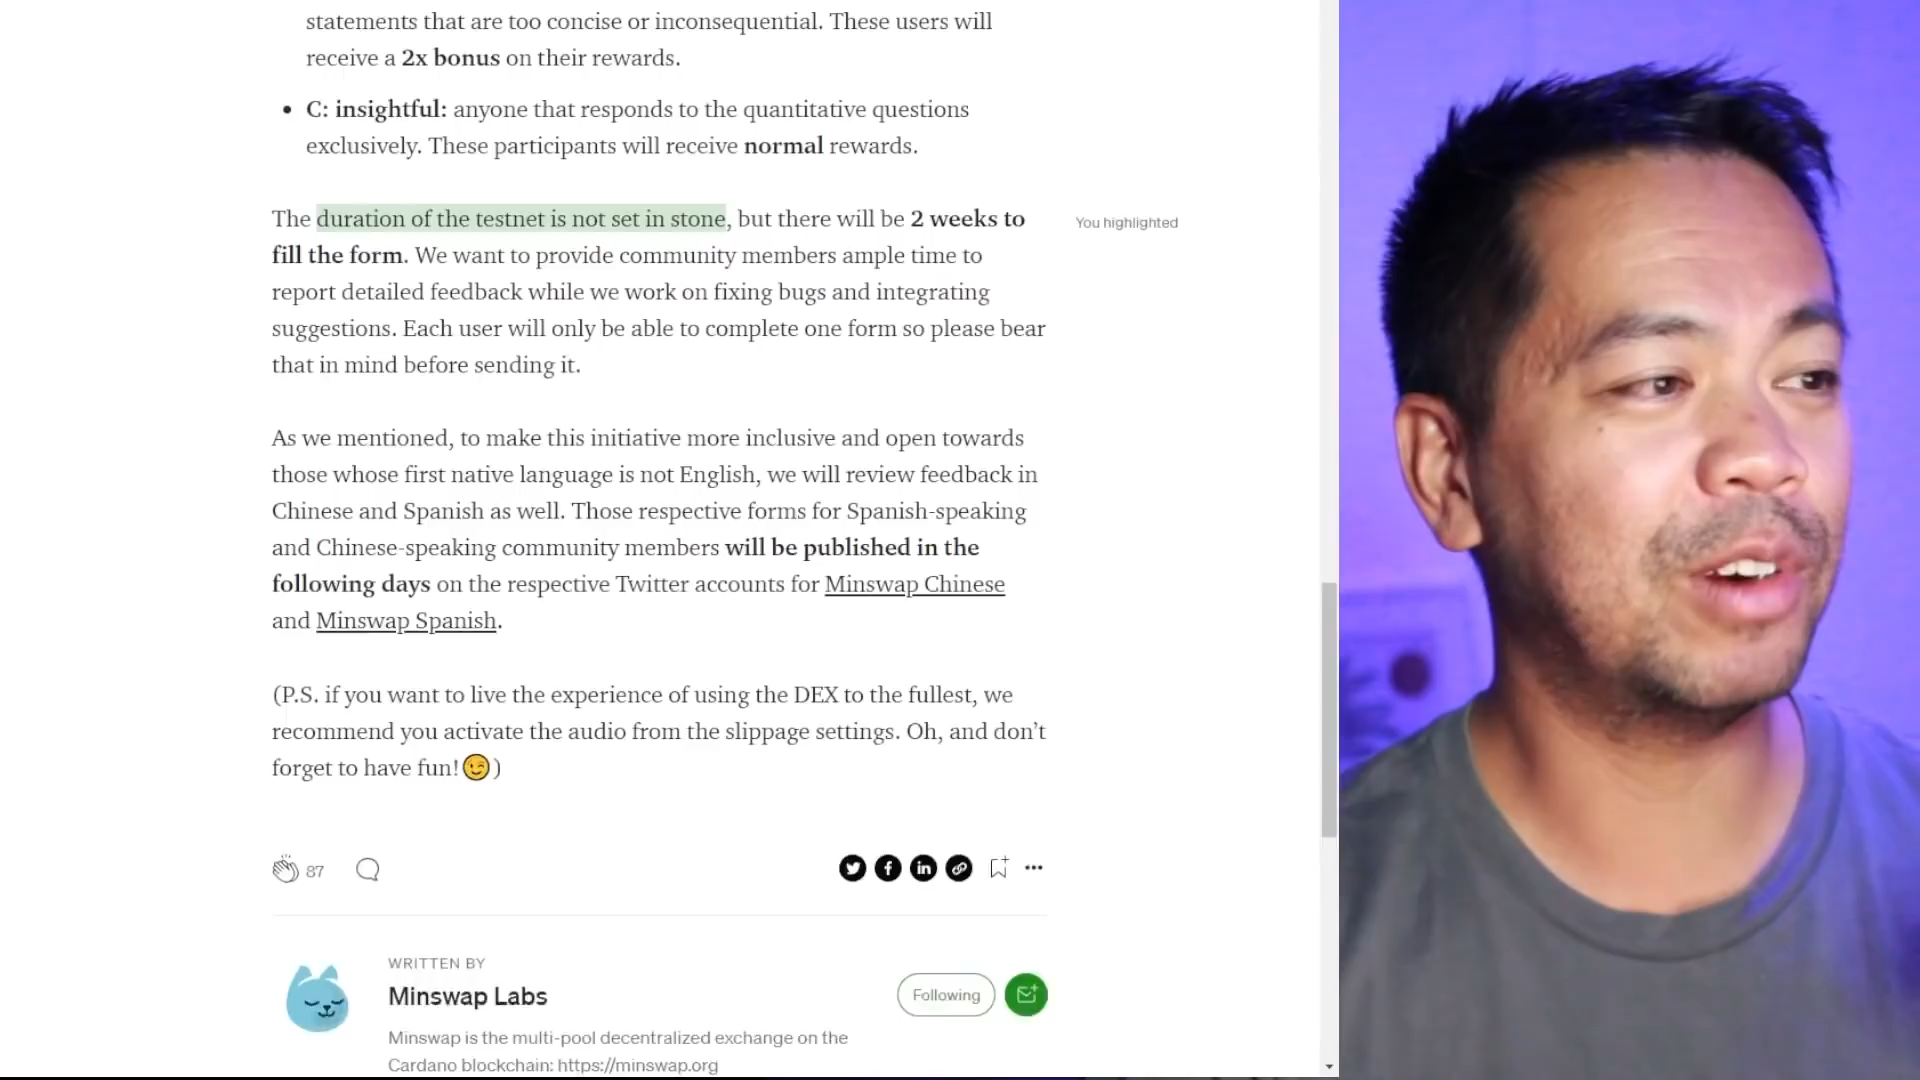 statements that are too concise or inconsequential. These users will
receive a 2x bonus on their rewards.
• C: insightful: anyone that responds to the quantitative questions
exclusively. These participants will receive normal rewards.
The duration of the testnet is not set in stone, but there will be 2 weeks to
fill the form. We want to provide community members ample time to
report detailed feedback while we work on fixing bugs and integrating
suggestions. Each user will only be able to complete one form so please bear
that in mind before sending it.
You highlighted
As we mentioned, to make this initiative more inclusive and open towards
those whose first native language is not English, we will review feedback in
Chinese and Spanish as well. Those respective forms for Spanish-speaking
and Chinese-speaking community members will be published in the
following days on the respective Twitter accounts for Minswap Chinese
and Minswap Spanish.
(P.S. if you want to live the experience of using the DEX to the fullest, we
recommend you activate the audio from the slippage settings. Oh, and don’t
forget to have fun!😉)
87
WRITTEN BY
Minswap Labs
Following
Minswap is the multi-pool decentralized exchange on the
Cardano blockchain: https://minswap.org